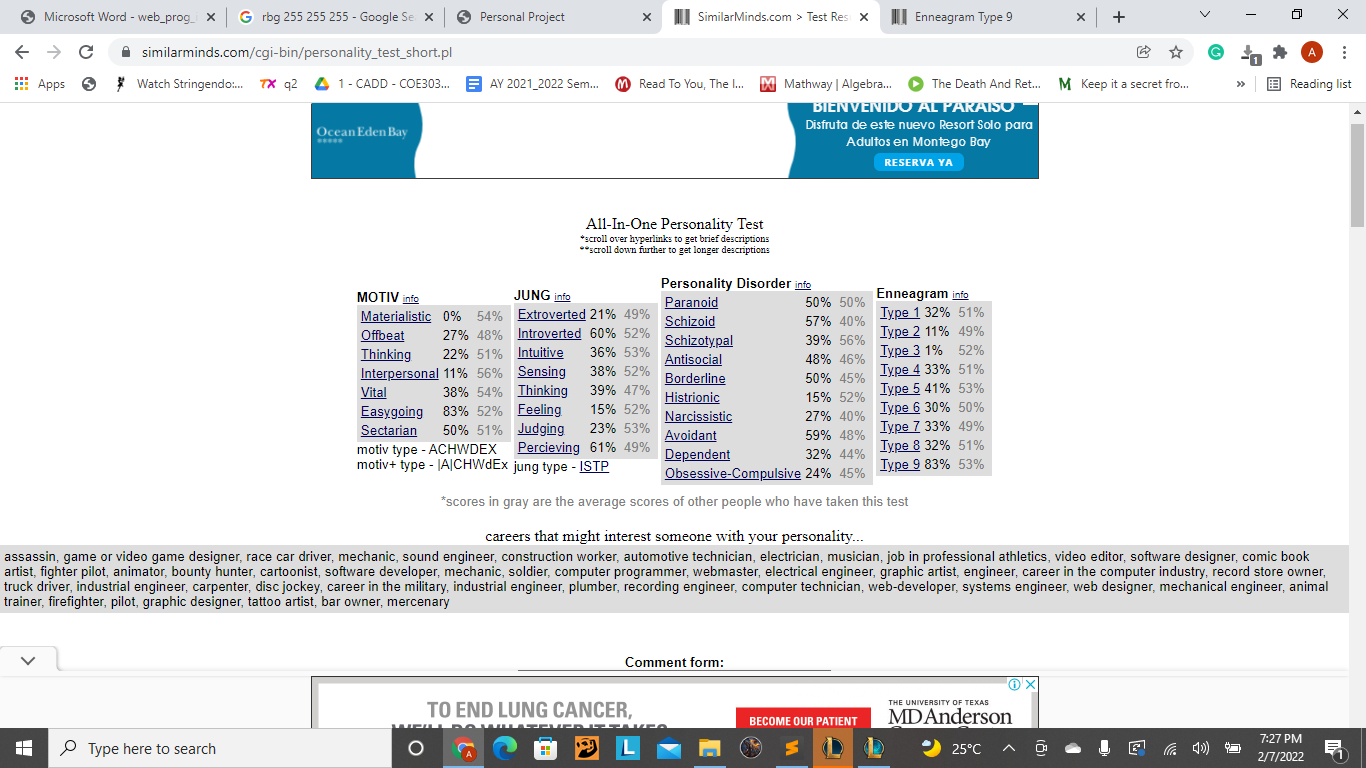 Microsoft Word - web_prog_
rbg 255 255 255 - Google Se
Personal Project
SimilarMinds.com > Test Res
Enneagram Type 9
similarminds.com/cgi-bin/personality_test_short.pl
A
1
Apps
Watch Stringendo:...
TX q2
1 - CADD - COE303...
AY 2021_2022 Sem...
Read To You, The I...
Mathway | Algebra...
The Death And Ret...
Keep it a secret fro...
»
Reading list
BIENVENIDO AL PARAISO
Ocean Eden Bay
Disfruta de este nuevo Resort Solo para
Adultos en Montego Bay
RESERVA YA
All-In-One Personality Test
*scroll over hyperlinks to get brief descriptions
**scroll down further to get longer descriptions
MOTIV info
Materialistic 0% 54%
Offbeat 27% 48%
Thinking 22% 51%
Interpersonal 11% 56%
Vital 38% 54%
Easygoing 83% 52%
Sectarian 50% 51%
motiv type - ACHWDEX
motiv+ type - |A|CHWdEx
JUNG info
Extroverted 21% 49%
Introverted 60% 52%
Intuitive 36% 53%
Sensing 38% 52%
Thinking 39% 47%
Feeling 15% 52%
Judging 23% 53%
Percieving 61% 49%
jung type - ISTP
Personality Disorder info
Paranoid 50% 50%
Schizoid 57% 40%
Schizotypal 39% 56%
Antisocial 48% 46%
Borderline 50% 45%
Histrionic 15% 52%
Narcissistic 27% 40%
Avoidant 59% 48%
Dependent 32% 44%
Obsessive-Compulsive 24% 45%
Enneagram info
Type 1 32% 51%
Type 2 11% 49%
Type 3 1% 52%
Type 4 33% 51%
Type 5 41% 53%
Type 6 30% 50%
Type 7 33% 49%
Type 8 32% 51%
Type 9 83% 53%
*scores in gray are the average scores of other people who have taken this test
careers that might interest someone with your personality...
assassin, game or video game designer, race car driver, mechanic, sound engineer, construction worker, automotive technician, electrician, musician, job in professional athletics, video editor, software designer, comic book
artist, fighter pilot, animator, bounty hunter, cartoonist, software developer, mechanic, soldier, computer programmer, webmaster, electrical engineer, graphic artist, engineer, career in the computer industry, record store owner,
truck driver, industrial engineer, carpenter, disc jockey, career in the military, industrial engineer, plumber, recording engineer, computer technician, web-developer, systems engineer, web designer, mechanical engineer, animal
trainer, firefighter, pilot, graphic designer, tattoo artist, bar owner, mercenary
Comment form:
TO END LUNG CANCER,
WE'LL DO WHATEVER IT TAKES
BECOME OUR PATIENT
THE UNIVERSITY OF TEXAS
MD Anderson
Type here to search
25°C
7:27 PM
2/7/2022
1